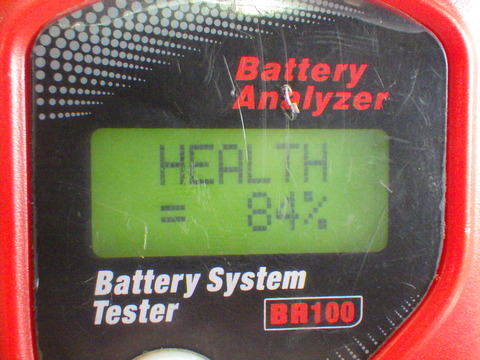 Battery
Analyzer
HEALTH
= 84%
Battery System
Tester
BA100